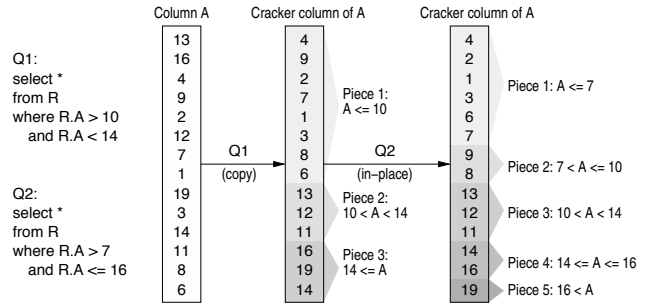 Column A
Cracker column of A
Cracker column of A
Q1:
select *
from R
where R.A > 10
and R.A < 14
Q2:
select *
from R
where R.A > 7
and R.A <= 16
13
16
4
9
2
12
7
1
19
3
14
11
8
6
Q1
(copy)
4
9
2
7
1
3
8
6
13
12
11
16
19
14
Piece 1:
A <= 10
Piece 2:
10 < A < 14
Piece 3:
14 <= A
Q2
(in-place)
4
2
1
3
6
7
9
8
13
12
11
14
16
19
Piece 1: A <= 7
Piece 2: 7 < A <= 10
Piece 3: 10 < A < 14
Piece 4: 14 <= A <= 16
Piece 5: 16 < A